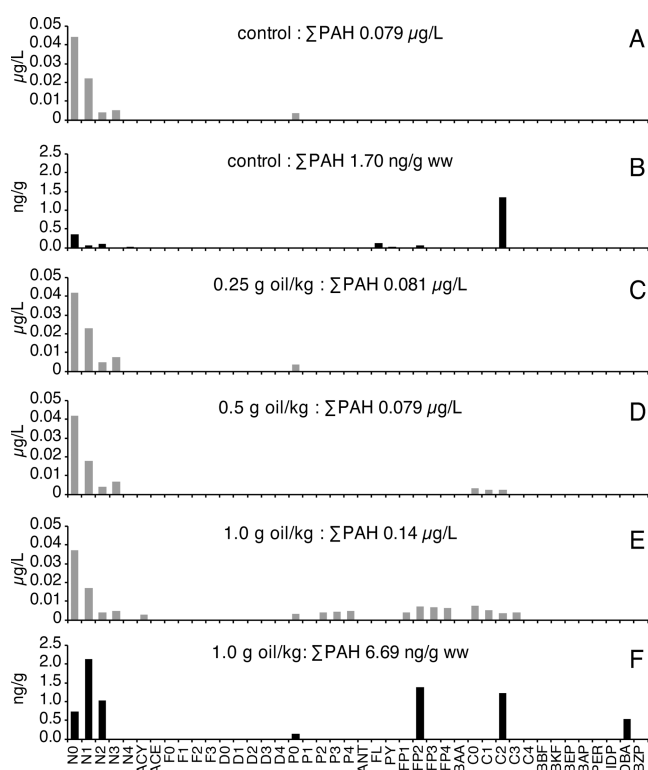 control : ∑PAH 0.079 µg/L
A
0.05
0.04
0.03
0.02
0.01
0
µg/L
control : ∑PAH 1.70 ng/g ww
B
2.5
2.0
1.5
1.0
0.5
0.0
ng/g
0.25 g oil/kg : ∑PAH 0.081 µg/L
C
0.05
0.04
0.03
0.02
0.01
0
µg/L
0.5 g oil/kg : ∑PAH 0.079 µg/L
D
0.05
0.04
0.03
0.02
0.01
0
µg/L
1.0 g oil/kg : ∑PAH 0.14 µg/L
E
0.05
0.04
0.03
0.02
0.01
0
µg/L
1.0 g oil/kg: ∑PAH 6.69 ng/g ww
F
2.5
2.0
1.5
1.0
0.5
0.0
ng/g
N0 N1 N2 N3 N4 ACY ACE F0 F1 F2 F3 D0 D1 D2 D3 D4 P0 P1 P2 P3 P4 ANT FL PY FP1 FP2 FP3 FP4 BAA C0 C1 C2 C3 C4 BBF BKF BEP BAP PER IDP DBA BZP